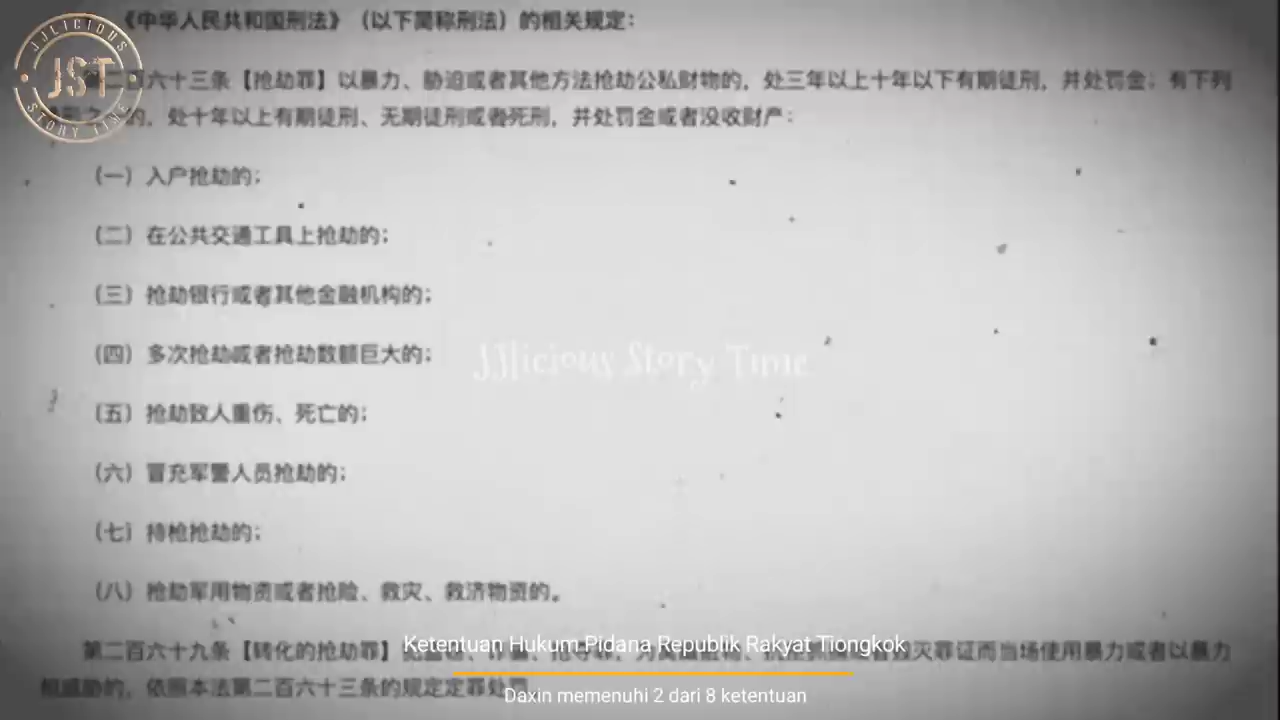 《中华人民共和国刑法》（以下简称刑法）的相关规定：
JJLICIOUS
JST
STORY TIME
二百六十三条【抢劫罪】以暴力、胁迫或者其他方法抢劫公私财物的，处三年以上十年以下有期徒刑，并处罚金；有下列
的，处十年以上有期徒刑、无期徒刑或者死刑，并处罚金或者没收财产：
（一）入户抢劫的；
（二）在公共交通工具上抢劫的；
（三）抢劫银行或者其他金融机构的；
（四）多次抢劫或者抢劫数额巨大的；
JJlicious Story Time
（五）抢劫致人重伤、死亡的；
（六）冒充军警人员抢劫的；
（七）持枪抢劫的；
（八）抢劫军用物资或者抢险、救灾、救济物资的。
Ketentuan Hukum Pidana Republik Rakyat Tiongkok
第二百六十九条【转化的抢劫罪】灭罪证而当场使用暴力或者以暴力
相威胁的，依照本法第二百六十三条的规定定罪处罚
Daxin memenuhi 2 dari 8 ketentuan